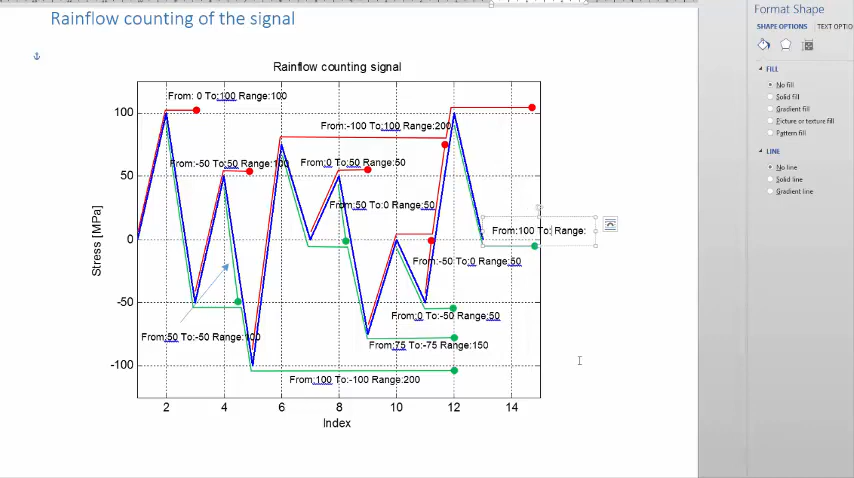 Rainflow counting of the signal
Format Shape
SHAPE OPTIONS TEXT OPTIO
FILL
No fill
Solid fill
Gradient fill
Picture or texture fill
Pattern fill
LINE
No line
Solid line
Gradient line
Rainflow counting signal
From: 0 To:100 Range:100
From:-100 To:100 Range:200
From:-50 To:50 Range:100
From:0 To:50 Range:50
From:50 To:0 Range:50
From:100 To: Range:
From:-50 To:0 Range:50
From:0 To:-50 Range:50
From:50 To:-50 Range:100
From:75 To:-75 Range:150
From:100 To:-100 Range:200
100
50
0
-50
-100
Stress [MPa]
2 4 6 8 10 12 14
Index